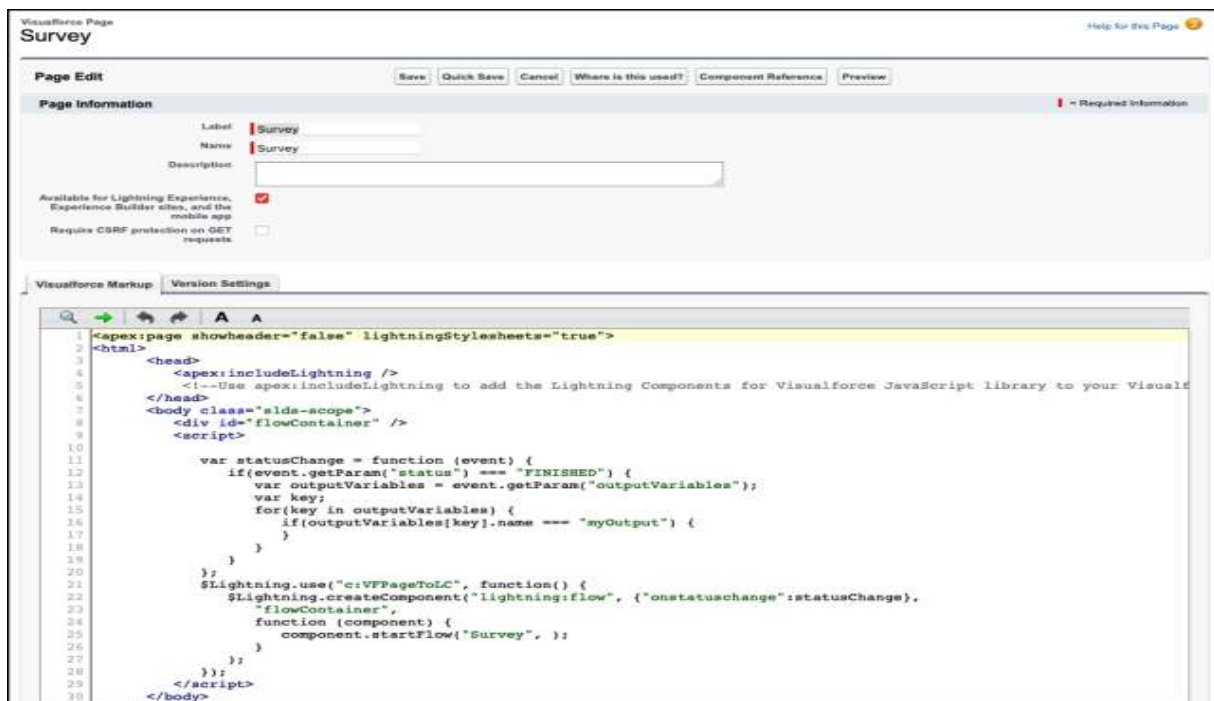 Visualforce Page
Survey
Help for this Page
Page Edit
Save Quick Save Cancel Where is this used? Component Reference Preview
Page Information
= Required Information
Label Survey
Name Survey
Description
Available for Lightning Experience,
Experience Builder sites, and the
mobile app
Require CSRF protection on GET
requests
Visualforce Markup Version Settings
A A
1 <apex:page showheader="false" lightningStylesheets="true">
2 <html>
3 <head>
4 <apex:includeLightning />
5 <!--Use apex:includeLightning to add the Lightning Components for Visualforce JavaScript library to your Visualf
6 </head>
7 <body class="slds-scope">
8 <div id="flowContainer" />
9 <script>
10
11 var statusChange = function (event) {
12 if(event.getParam("status") === "FINISHED") {
13 var outputVariables = event.getParam("outputVariables");
14 var key;
15 for(key in outputVariables) {
16 if(outputVariables[key].name === "myOutput") {
17 }
18 }
19 }
20 };
21 $Lightning.use("c:VFPageToLC", function() {
22 $Lightning.createComponent("lightning:flow", {"onstatuschange":statusChange},
23 "flowContainer",
24 function (component) {
25 component.startFlow("Survey", );
26 }
27 );
28 });
29 </script>
30 </body>